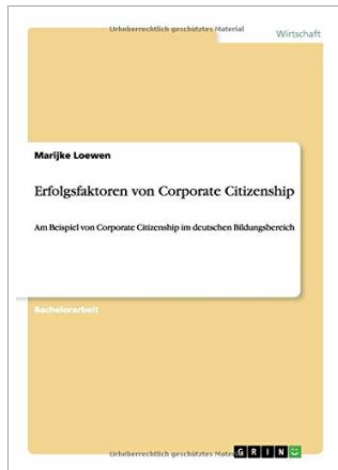 Urheberrechtlich geschütztes Material
Wirtschaft
Marijke Loewen
Erfolgsfaktoren von Corporate Citizenship
Am Beispiel von Corporate Citizenship im deutschen Bildungsbereich
Bachelorarbeit
Urheberrechtlich geschütztes Mate
GRIN